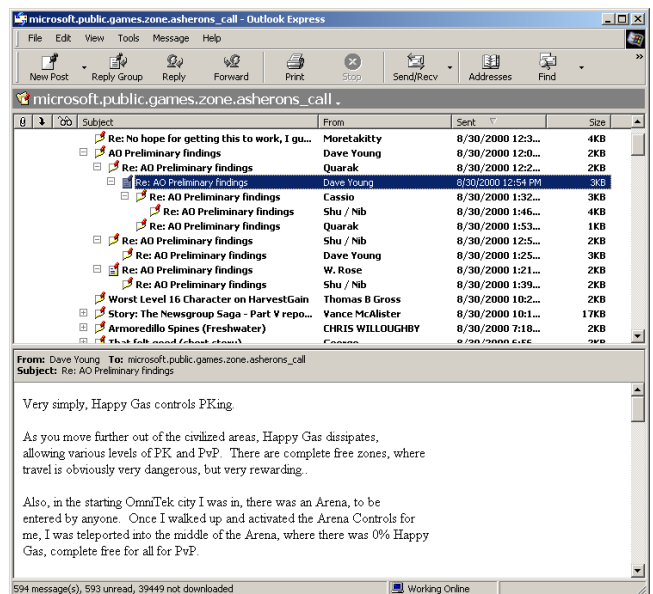 microsoft.public.games.zone.asherons_call - Outlook Express
File Edit View Tools Message Help
New Post Reply Group Reply Forward Print Stop Send/Recv Addresses Find
microsoft.public.games.zone.asherons_call
Subject From Sent Size
Re: No hope for getting this to work, I gu... Moretakitty 8/30/2000 12:3... 4KB
AO Preliminary findings Dave Young 8/30/2000 12:0... 2KB
Re: AO Preliminary findings Quarak 8/30/2000 12:2... 2KB
Re: AO Preliminary findings Dave Young 8/30/2000 12:54 PM 3KB
Re: AO Preliminary findings Cassio 8/30/2000 1:32... 3KB
Re: AO Preliminary findings Shu / Nib 8/30/2000 1:46... 4KB
Re: AO Preliminary findings Quarak 8/30/2000 1:53... 1KB
Re: AO Preliminary findings Shu / Nib 8/30/2000 12:5... 2KB
Re: AO Preliminary findings Dave Young 8/30/2000 1:25... 3KB
Re: AO Preliminary findings W. Rose 8/30/2000 1:21... 2KB
Re: AO Preliminary findings Shu / Nib 8/30/2000 1:39... 2KB
Worst Level 16 Character on HarvestGain Thomas B Gross 8/30/2000 10:2... 2KB
Story: The Newsgroup Saga - Part V repo... Vance McAlister 8/30/2000 10:1... 17KB
Armoredillo Spines (Freshwater) CHRIS WILLOUGHBY 8/30/2000 7:18... 2KB
That felt good (short story) George 8/30/2000 6:56... 2KB
From: Dave Young To: microsoft.public.games.zone.asherons_call
Subject: Re: AO Preliminary findings
Very simply, Happy Gas controls PKing.
As you move further out of the civilized areas, Happy Gas dissipates,
allowing various levels of PK and PvP. There are complete free zones, where
travel is obviously very dangerous, but very rewarding..
Also, in the starting OmniTek city I was in, there was an Arena, to be
entered by anyone. Once I walked up and activated the Arena Controls for
me, I was teleported into the middle of the Arena, where there was 0% Happy
Gas, complete free for all for PvP.
594 message(s), 593 unread, 39449 not downloaded Working Online